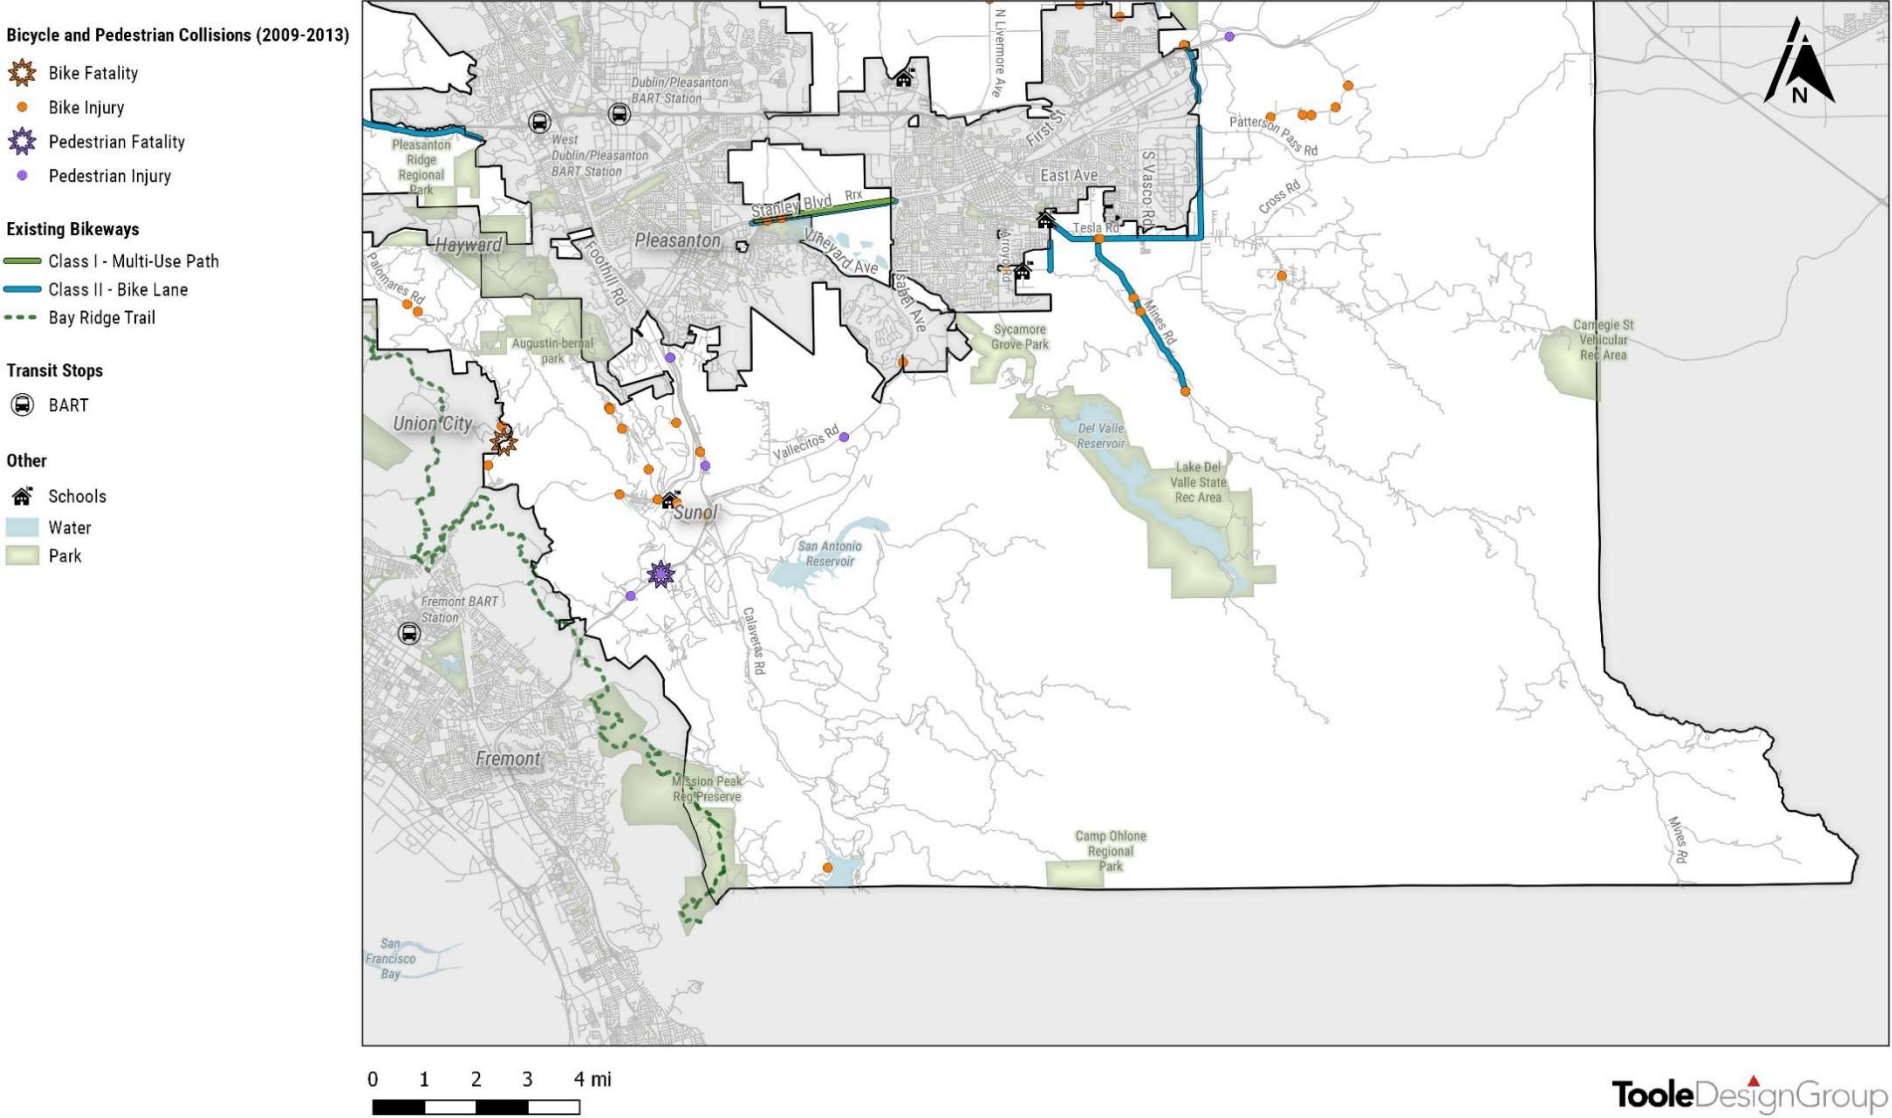 Bicycle and Pedestrian Collisions (2009-2013)
Bike Fatality
Bike Injury
Pedestrian Fatality
Pedestrian Injury
Existing Bikeways
Class I - Multi-Use Path
Class II - Bike Lane
Bay Ridge Trail
Transit Stops
BART
Other
Schools
Water
Park
N Livermore Ave
Dublin/Pleasanton
BART Station
West
Dublin/Pleasanton
BART Station
Pleasanton
Ridge
Regional
Park
First St
Patterson Pass Rd
East Ave
S Vasco Rd
Cross Rd
Stanley Blvd
Rrx
Hayward
Pleasanton
Vineyard Ave
Tesla Rd
Arroyo Rd
Foothill Rd
Palomares Rd
Isabel Ave
Mines Rd
Augustin-bernal
park
Sycamore
Grove Park
Carnegie St
Vehicular
Rec Area
Union City
Vallecitos Rd
Del Valle
Reservoir
Lake Del
Valle State
Rec Area
Sunol
San Antonio
Reservoir
Fremont BART
Station
Calaveras Rd
Fremont
Mission Peak
Reg Preserve
Camp Ohlone
Regional
Park
Mines Rd
San
Francisco
Bay
N
0 1 2 3 4 mi
TooleDesignGroup